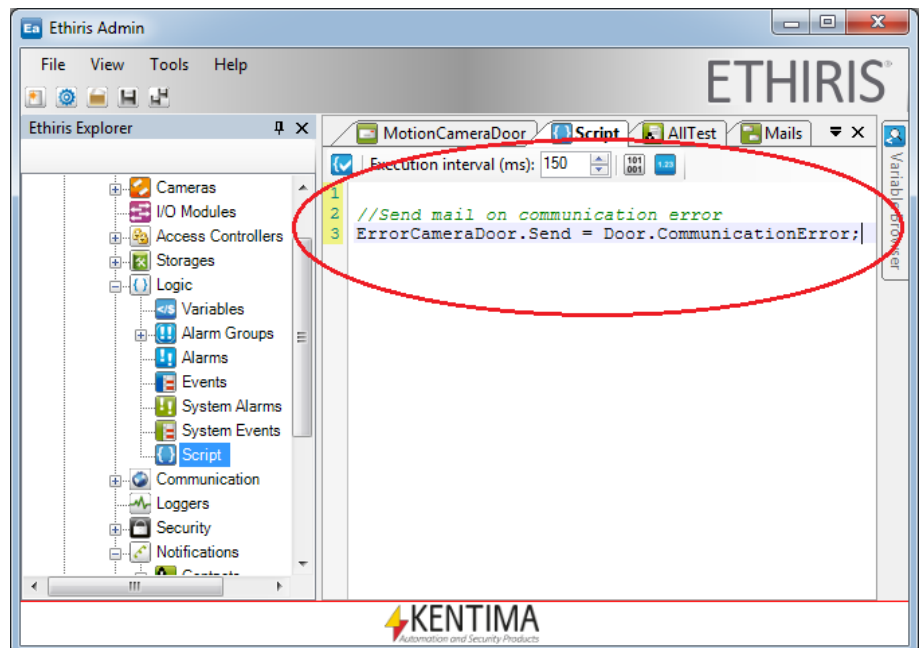 Ea Ethiris Admin
File View Tools Help
ETHIRIS®
Ethiris Explorer
MotionCameraDoor Script AllTest Mails
Execution interval (ms): 150 101 001 1.23
Variable Browser
Cameras
I/O Modules
Access Controllers
Storages
Logic
Variables
Alarm Groups
Alarms
Events
System Alarms
System Events
Script
Communication
Loggers
Security
Notifications
1
2 //Send mail on communication error
3 ErrorCameraDoor.Send = Door.CommunicationError;
KENTIMA
Automation and Security Products